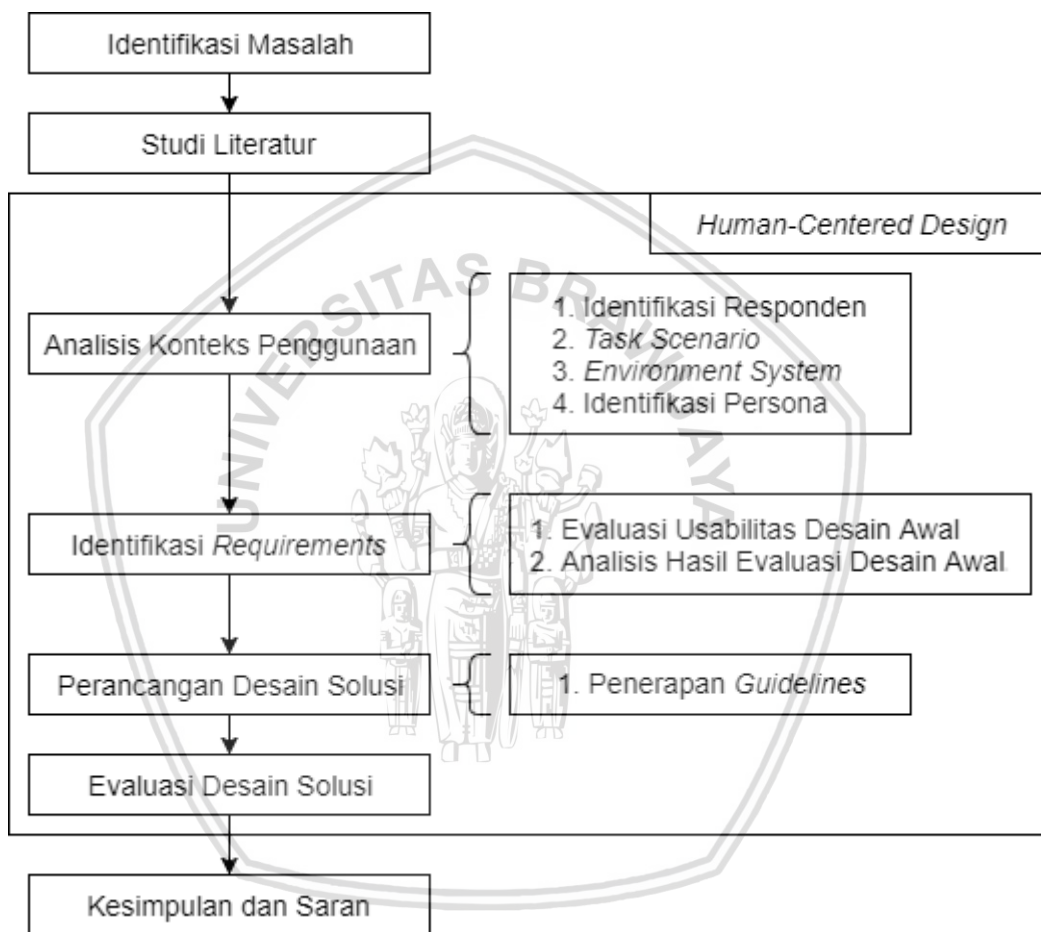 Identifikasi Masalah
Studi Literatur
Human-Centered Design
UNIVERSITAS BRAWIJAYA
Analisis Konteks Penggunaan
1. Identifikasi Responden
2. Task Scenario
3. Environment System
4. Identifikasi Persona
Identifikasi Requirements
1. Evaluasi Usabilitas Desain Awal
2. Analisis Hasil Evaluasi Desain Awal
Perancangan Desain Solusi
1. Penerapan Guidelines
Evaluasi Desain Solusi
Kesimpulan dan Saran